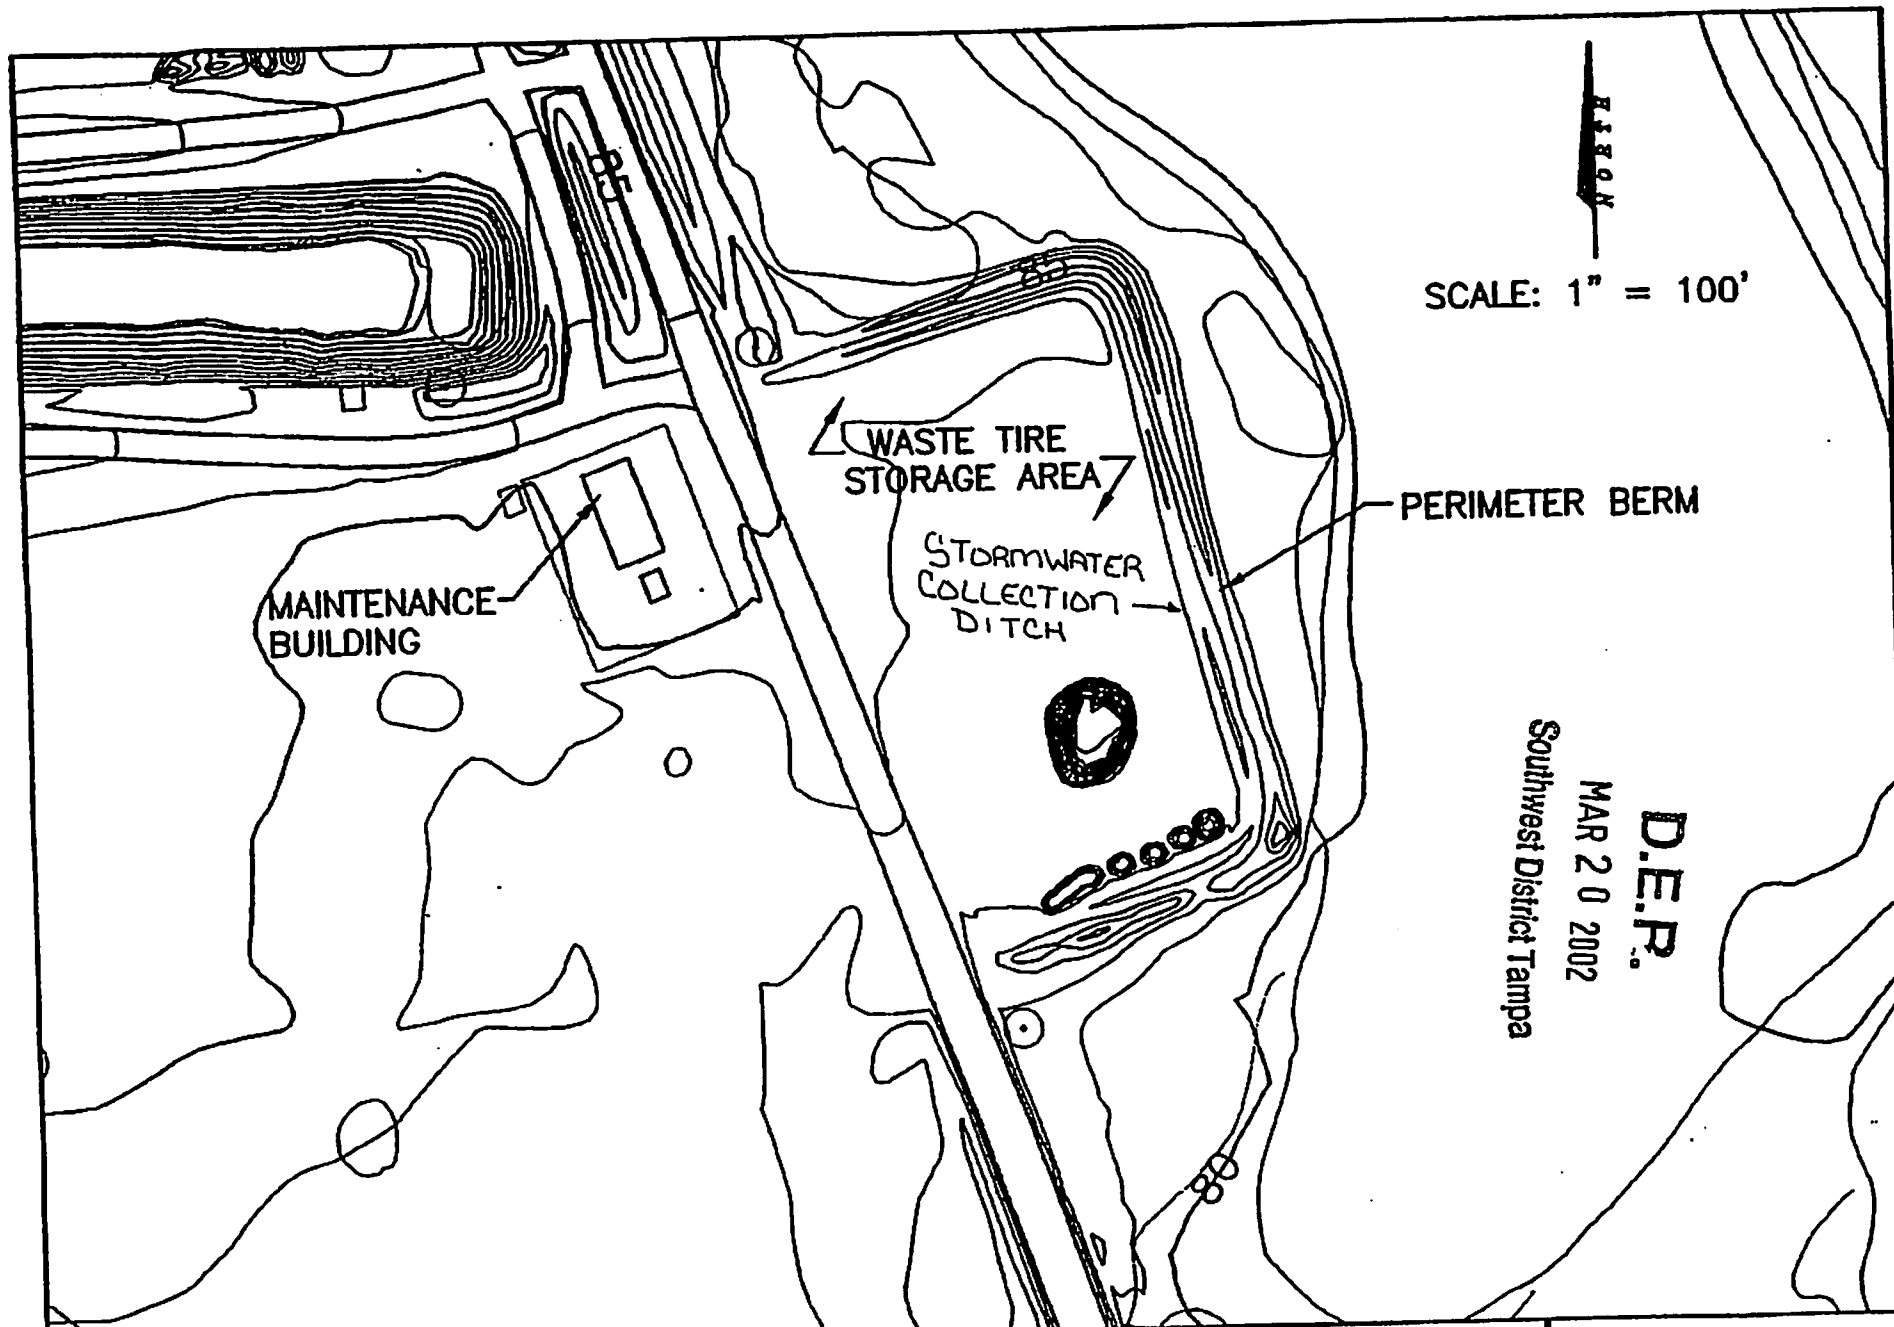 85
85
NORTH
SCALE: 1" = 100'
WASTE TIRE
STORAGE AREA
PERIMETER BERM
STORMWATER
COLLECTION
DITCH
MAINTENANCE
BUILDING
D.E.P.
MAR 20 2002
Southwest District Tampa
80